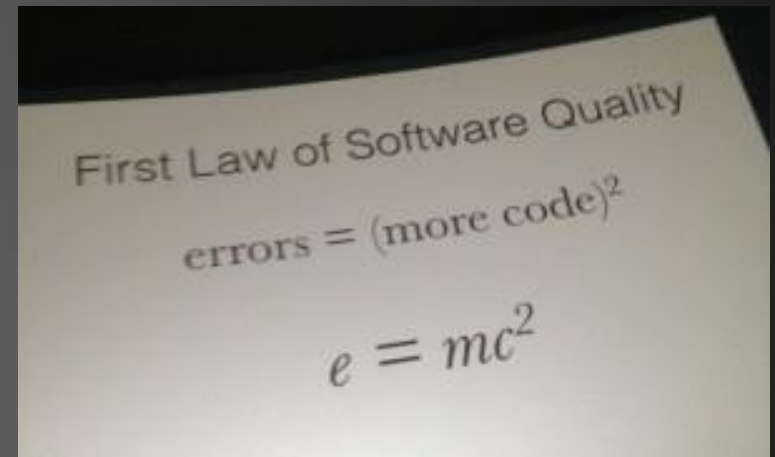 First Law of Software Quality
errors = (more code)²
e = mc²